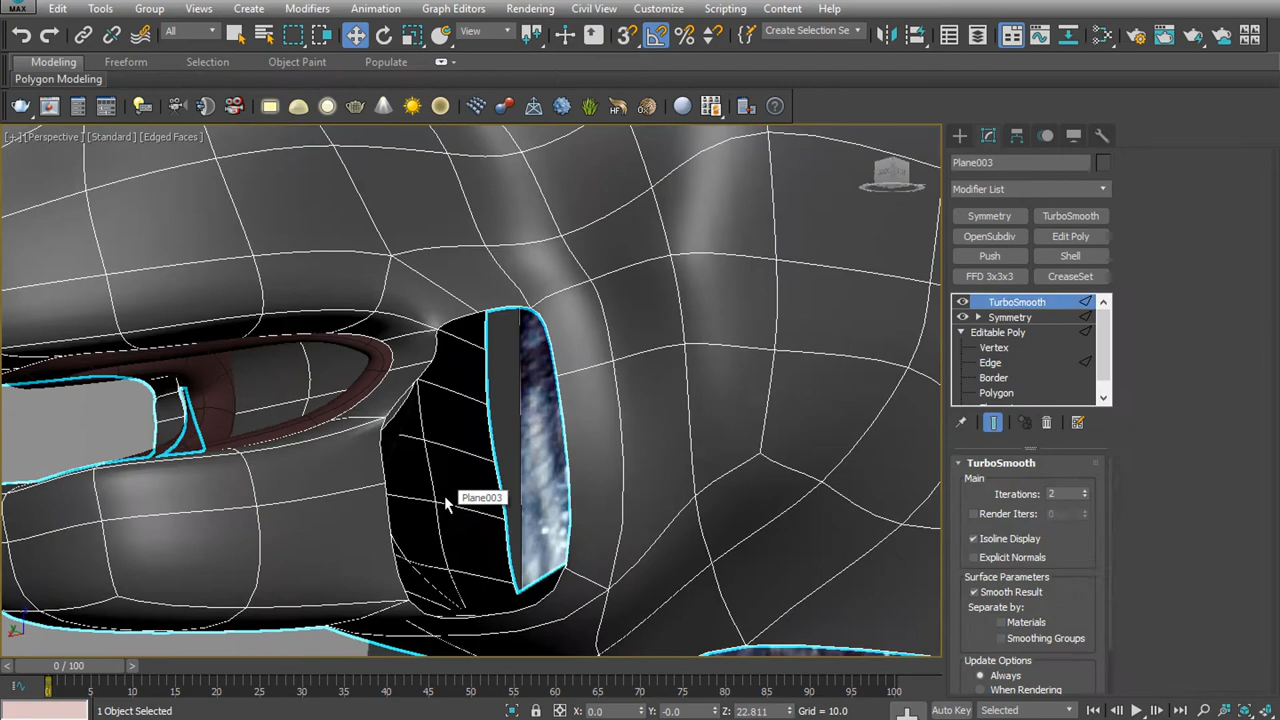 MAX Edit Tools Group Views Create Modifiers Animation Graph Editors Rendering Civil View Customize Scripting Content Help
All View 3 Create Selection Se
Modeling Freeform Selection Object Paint Populate
Polygon Modeling
[+] [Perspective] [Standard] [Edged Faces]
Plane003
Modifier List
Symmetry TurboSmooth
OpenSubdiv Edit Poly
Push Shell
FFD 3x3x3 CreaseSet
TurboSmooth
Symmetry
Editable Poly
Vertex
Edge
Border
Polygon
Plane003
TurboSmooth
Main
Iterations: 2
Render Iters: 0
Isoline Display
Explicit Normals
Surface Parameters
Smooth Result
Separate by:
Materials
Smoothing Groups
Update Options
Always
When Rendering
< 0 / 100 >
0 5 10 15 20 25 30 35 40 45 50 55 60 65 70 75 80 85 90 95 100
1 Object Selected X: 0.0 Y: -0.0 Z: 22.811 Grid = 10.0 Auto Key Selected